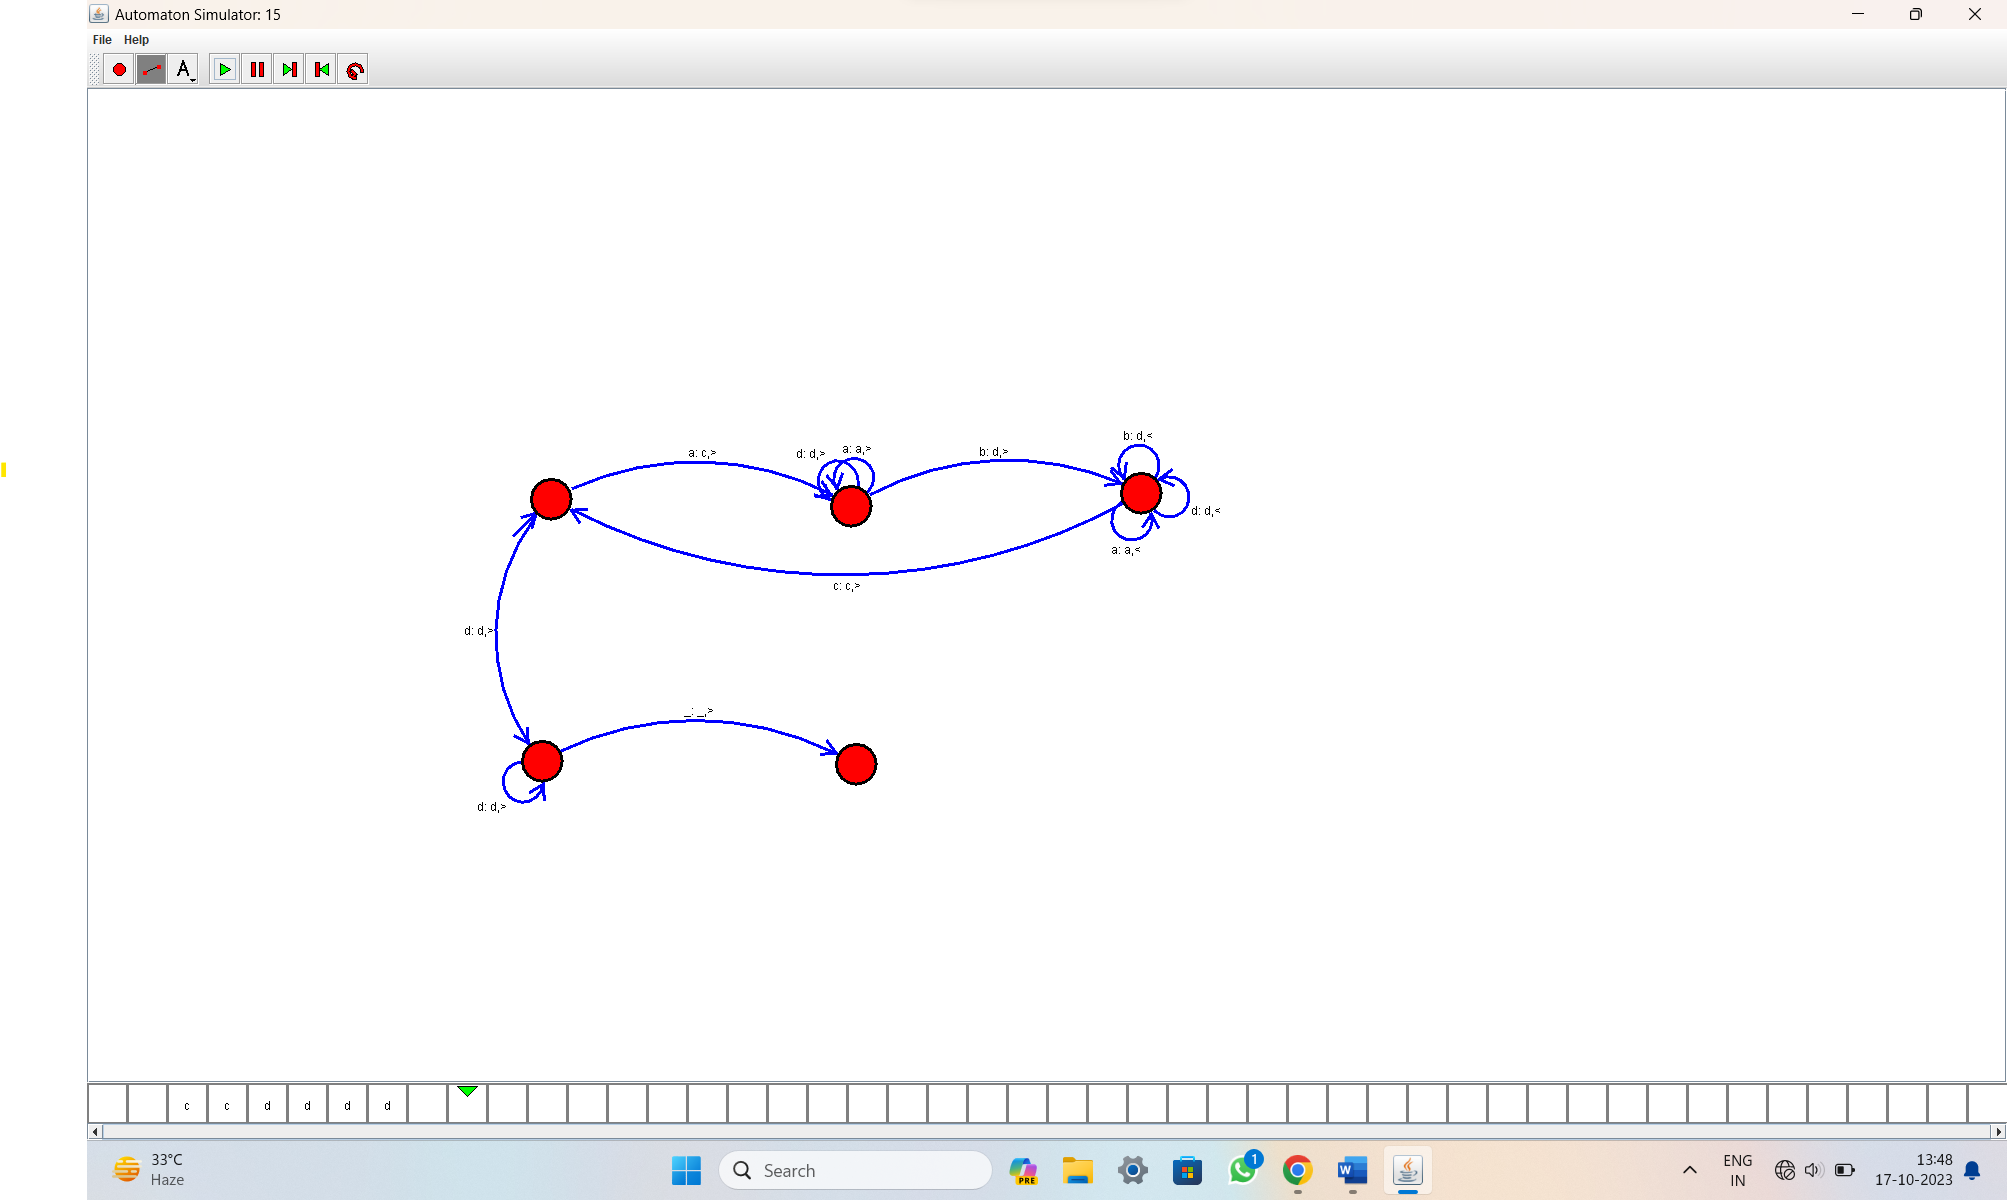 Automaton Simulator: 15
File Help
A
b: d,<
a: c,> d: d,> a: a,> b: d,>
d: d,<
a: a,<
c: c,>
d: d,>
_: _,>
d: d,>
c c d d d d
33°C
Haze
Search
PRE
1
W
ENG
IN
13:48
17-10-2023